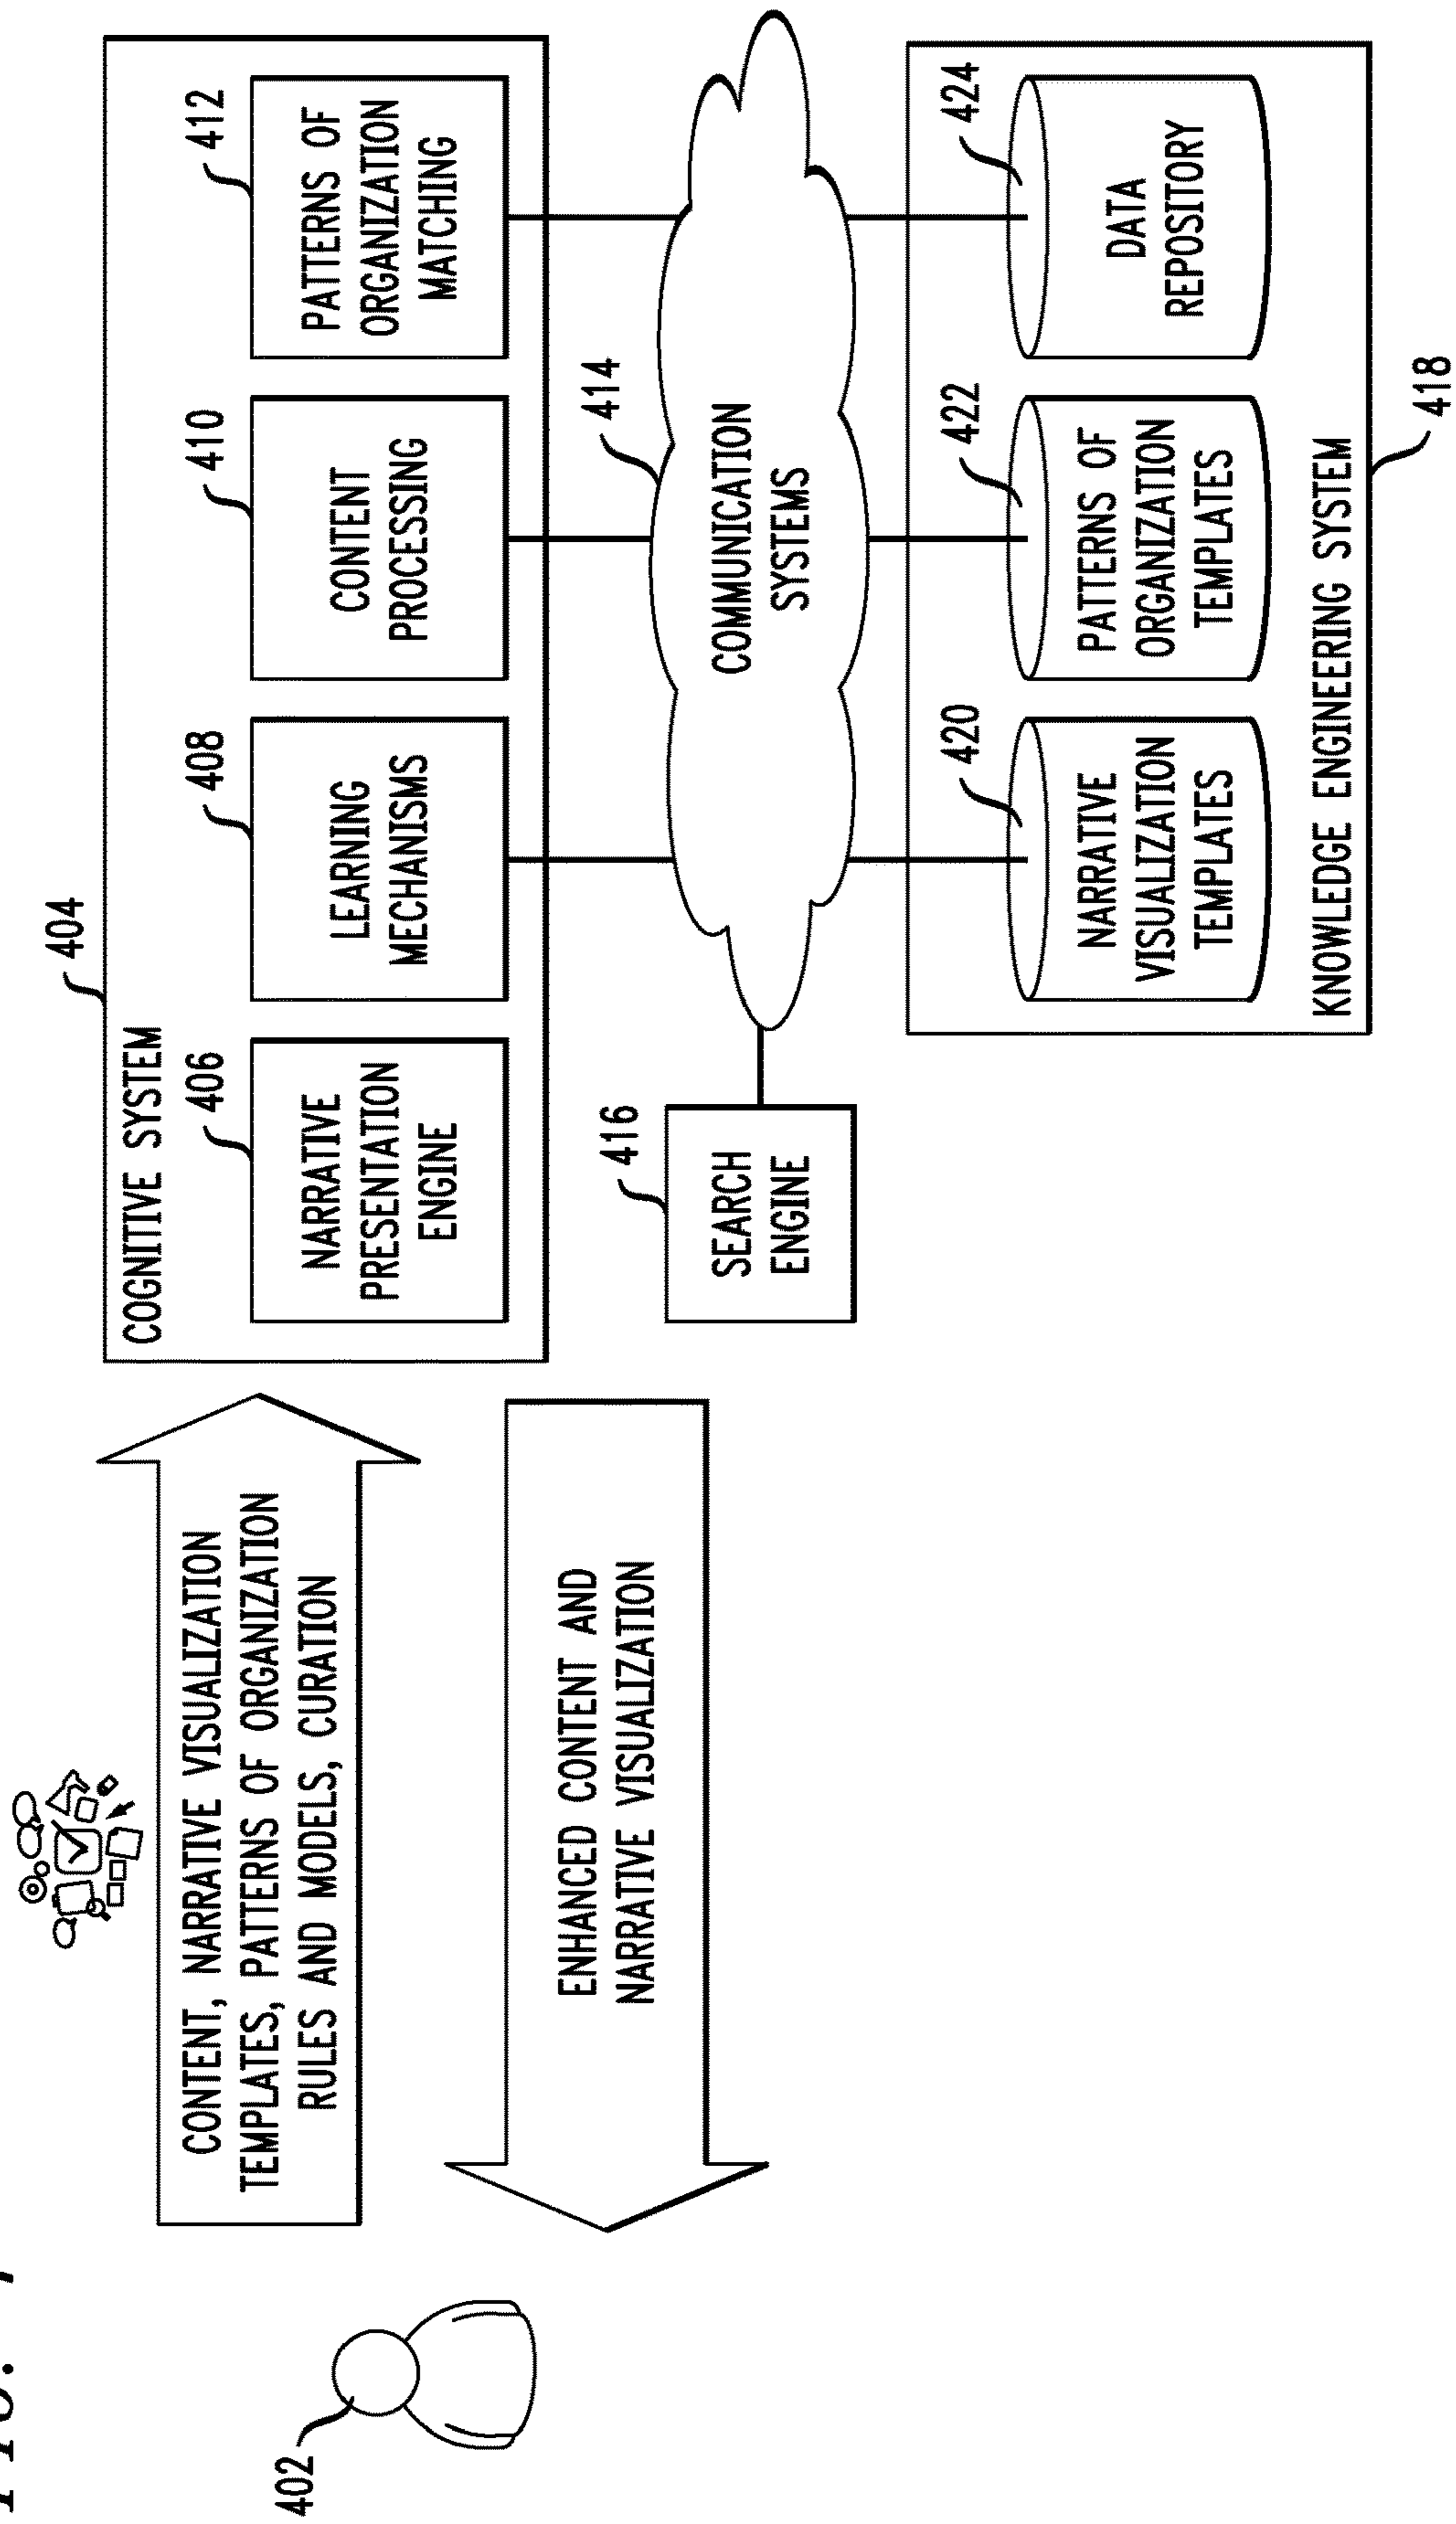 402
CONTENT, NARRATIVE VISUALIZATION
TEMPLATES, PATTERNS OF ORGANIZATION
RULES AND MODELS, CURATION
ENHANCED CONTENT AND
NARRATIVE VISUALIZATION
404
COGNITIVE SYSTEM
406
NARRATIVE
PRESENTATION
ENGINE
408
LEARNING
MECHANISMS
410
CONTENT
PROCESSING
412
PATTERNS OF
ORGANIZATION
MATCHING
414
COMMUNICATION
SYSTEMS
416
SEARCH
ENGINE
420
NARRATIVE
VISUALIZATION
TEMPLATES
422
PATTERNS OF
ORGANIZATION
TEMPLATES
424
DATA
REPOSITORY
KNOWLEDGE ENGINEERING SYSTEM
418